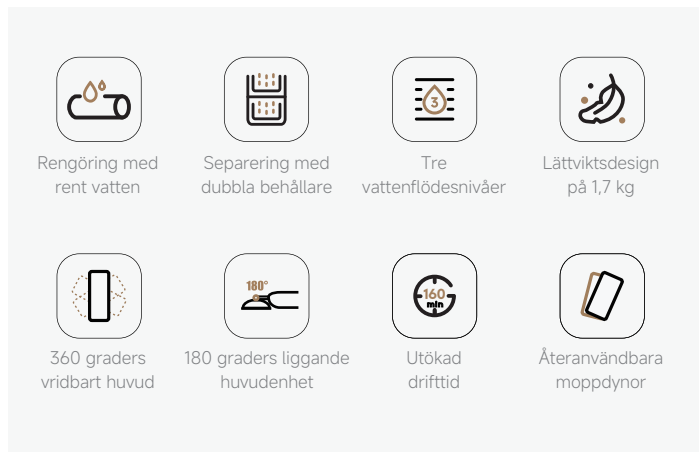 3
Rengöring med
rent vatten
Separering med
dubbla behållare
Tre
vattenflödesnivåer
Lättviktsdesign
på 1,7 kg
180°
160
min
360 graders
vridbart huvud
180 graders liggande
huvudenhet
Utökad
drifttid
Återanvändbara
moppdynor